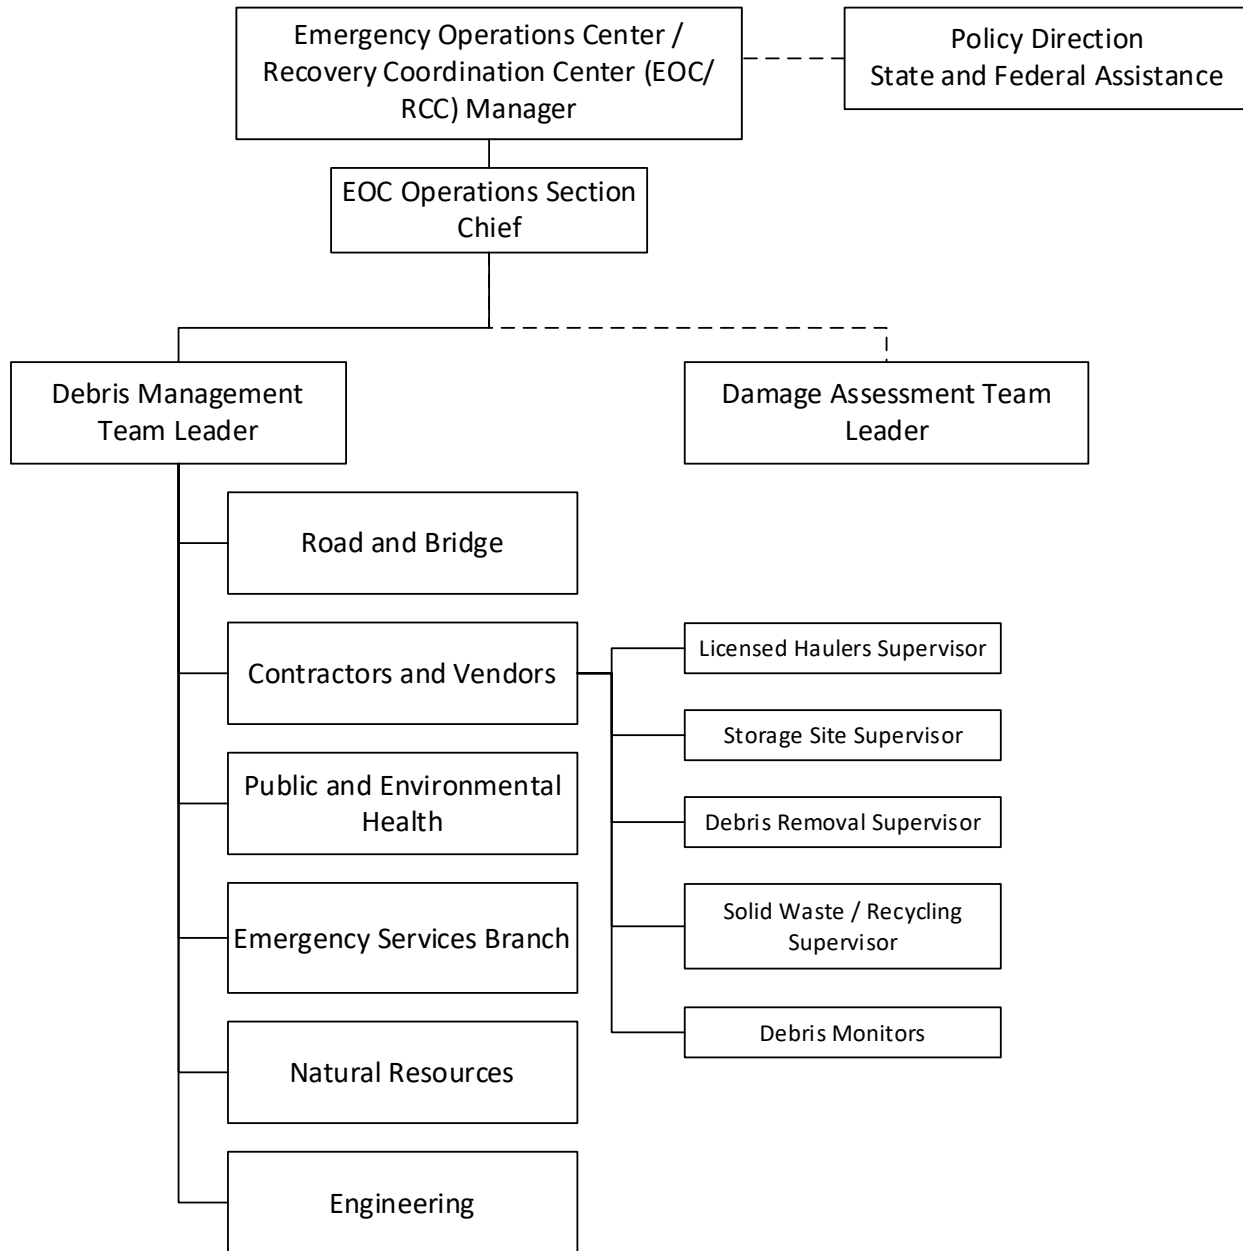 Emergency Operations Center /
Recovery Coordination Center (EOC/
RCC) Manager
Policy Direction
State and Federal Assistance
EOC Operations Section
Chief
Debris Management
Team Leader
Damage Assessment Team
Leader
Road and Bridge
Contractors and Vendors
Public and Environmental
Health
Emergency Services Branch
Natural Resources
Engineering
Licensed Haulers Supervisor
Storage Site Supervisor
Debris Removal Supervisor
Solid Waste / Recycling
Supervisor
Debris Monitors